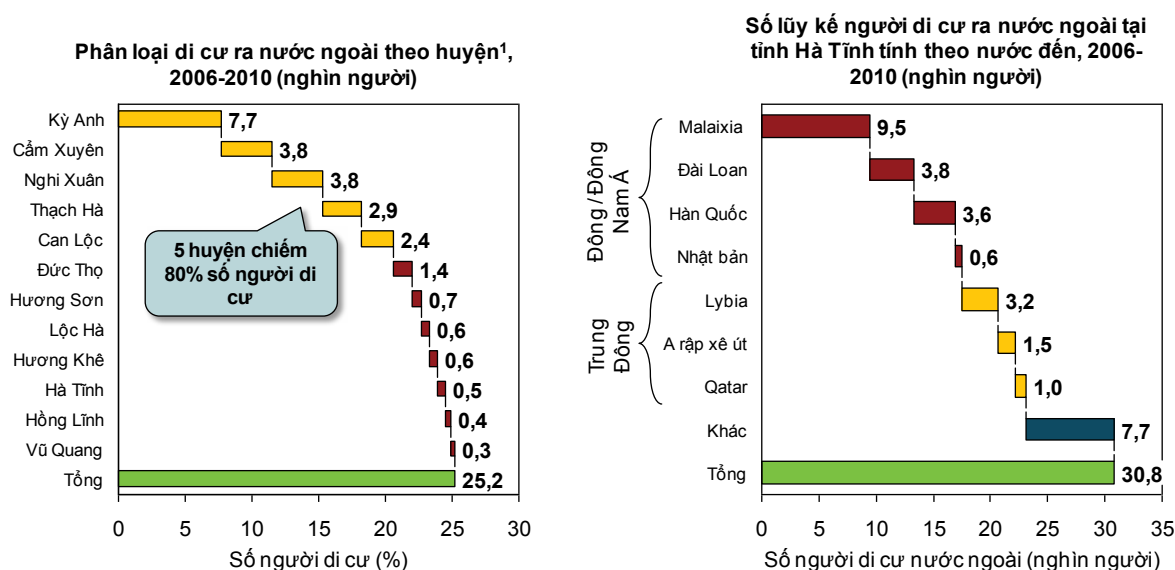 Phân loại di cư ra nước ngoài theo huyện¹,
2006-2010 (nghìn người)
Kỳ Anh
7,7
Cẩm Xuyên
3,8
Nghi Xuân
3,8
Thạch Hà
2,9
Can Lộc
2,4
Đức Thọ
1,4
Hương Sơn
0,7
Lộc Hà
0,6
Hương Khê
0,6
Hà Tĩnh
0,5
Hồng Lĩnh
0,4
Vũ Quang
0,3
Tổng
25,2
5 huyện chiếm
80% số người di
cư
0 5 10 15 20 25 30
Số người di cư (%)
Số lũy kế người di cư ra nước ngoài tại
tỉnh Hà Tĩnh tính theo nước đến, 2006-
2010 (nghìn người)
Đông/Đông
Nam Á
Malaixia
9,5
Đài Loan
3,8
Hàn Quốc
3,6
Nhật bản
0,6
Trung
Đông
Lybia
3,2
A rập xê út
1,5
Qatar
1,0
Khác
7,7
Tổng
30,8
0 5 10 15 20 25 30 35
Số người di cư nước ngoài (nghìn người)